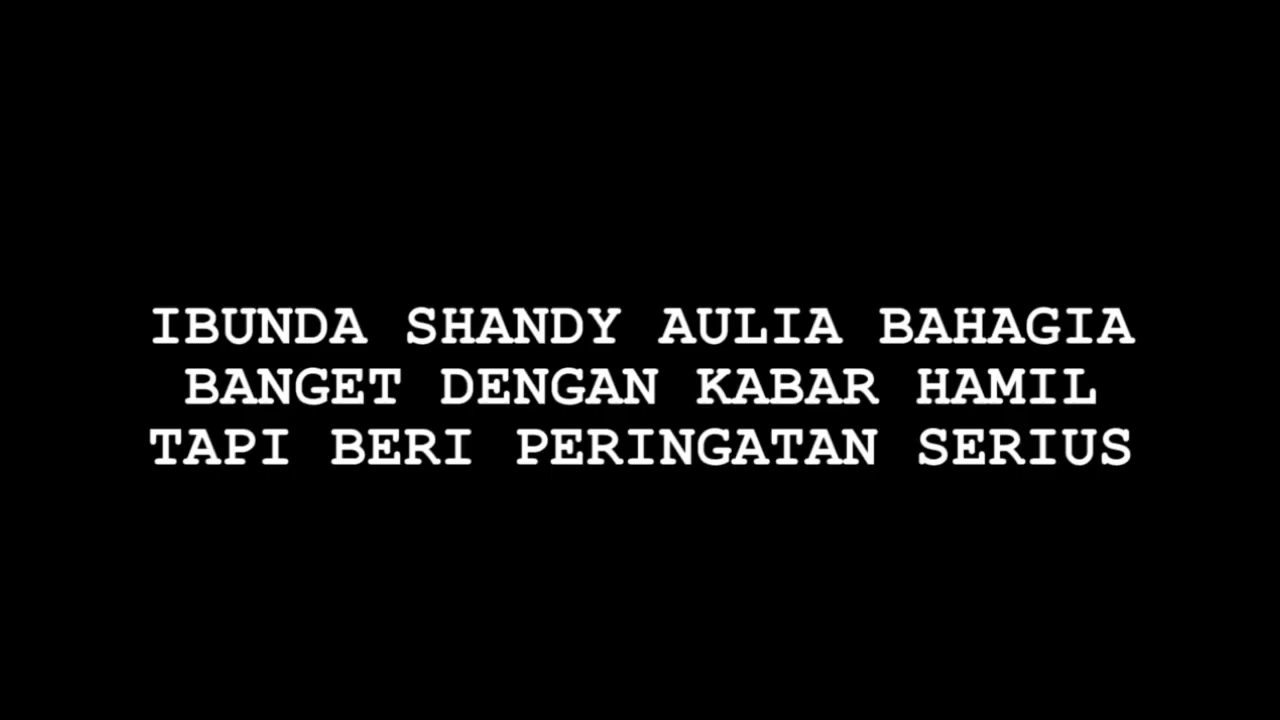 IBUNDA SHANDY AULIA BAHAGIA
BANGET DENGAN KABAR HAMIL
TAPI BERI PERINGATAN SERIUS